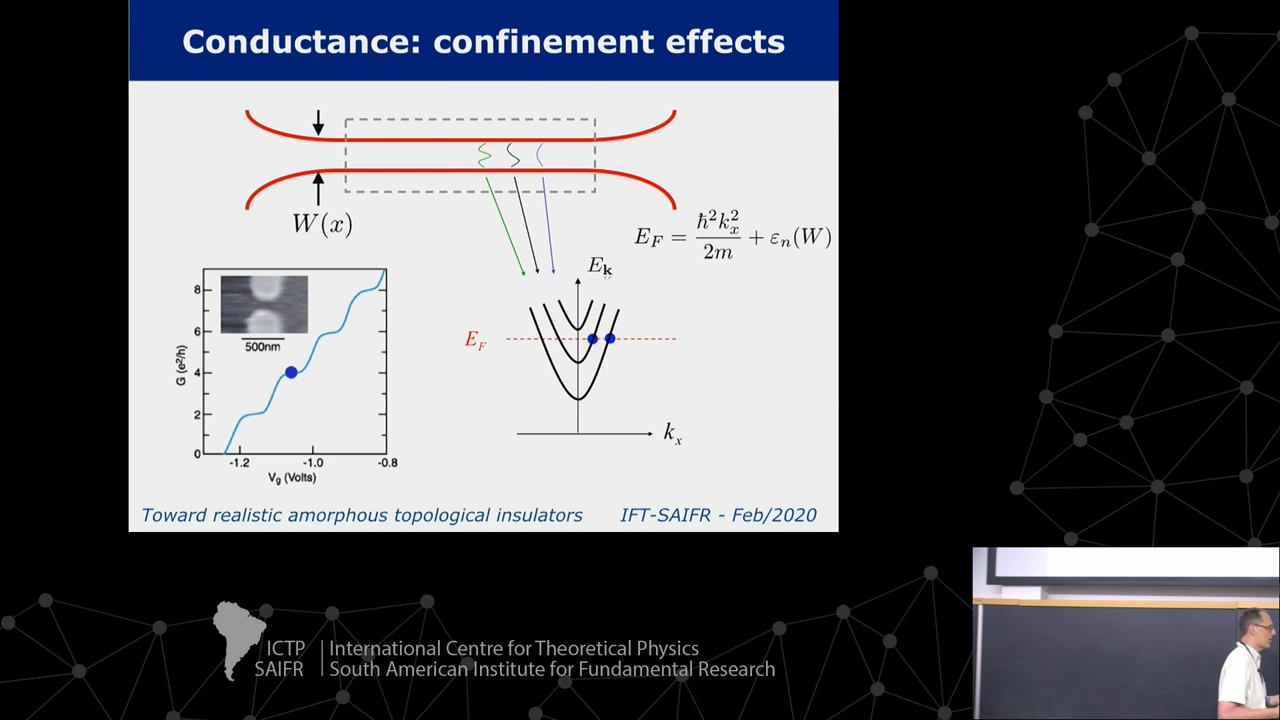 Conductance: confinement effects
W(x)
E_F = ħ²k_x²/2m + ε_n(W)
E_k
E_F
k_x
G (e²/h)
8
6
4
2
0
500nm
-1.2 -1.0 -0.8
Vg (Volts)
Toward realistic amorphous topological insulators IFT-SAIFR - Feb/2020
ICTP International Centre for Theoretical Physics
SAIFR South American Institute for Fundamental Research